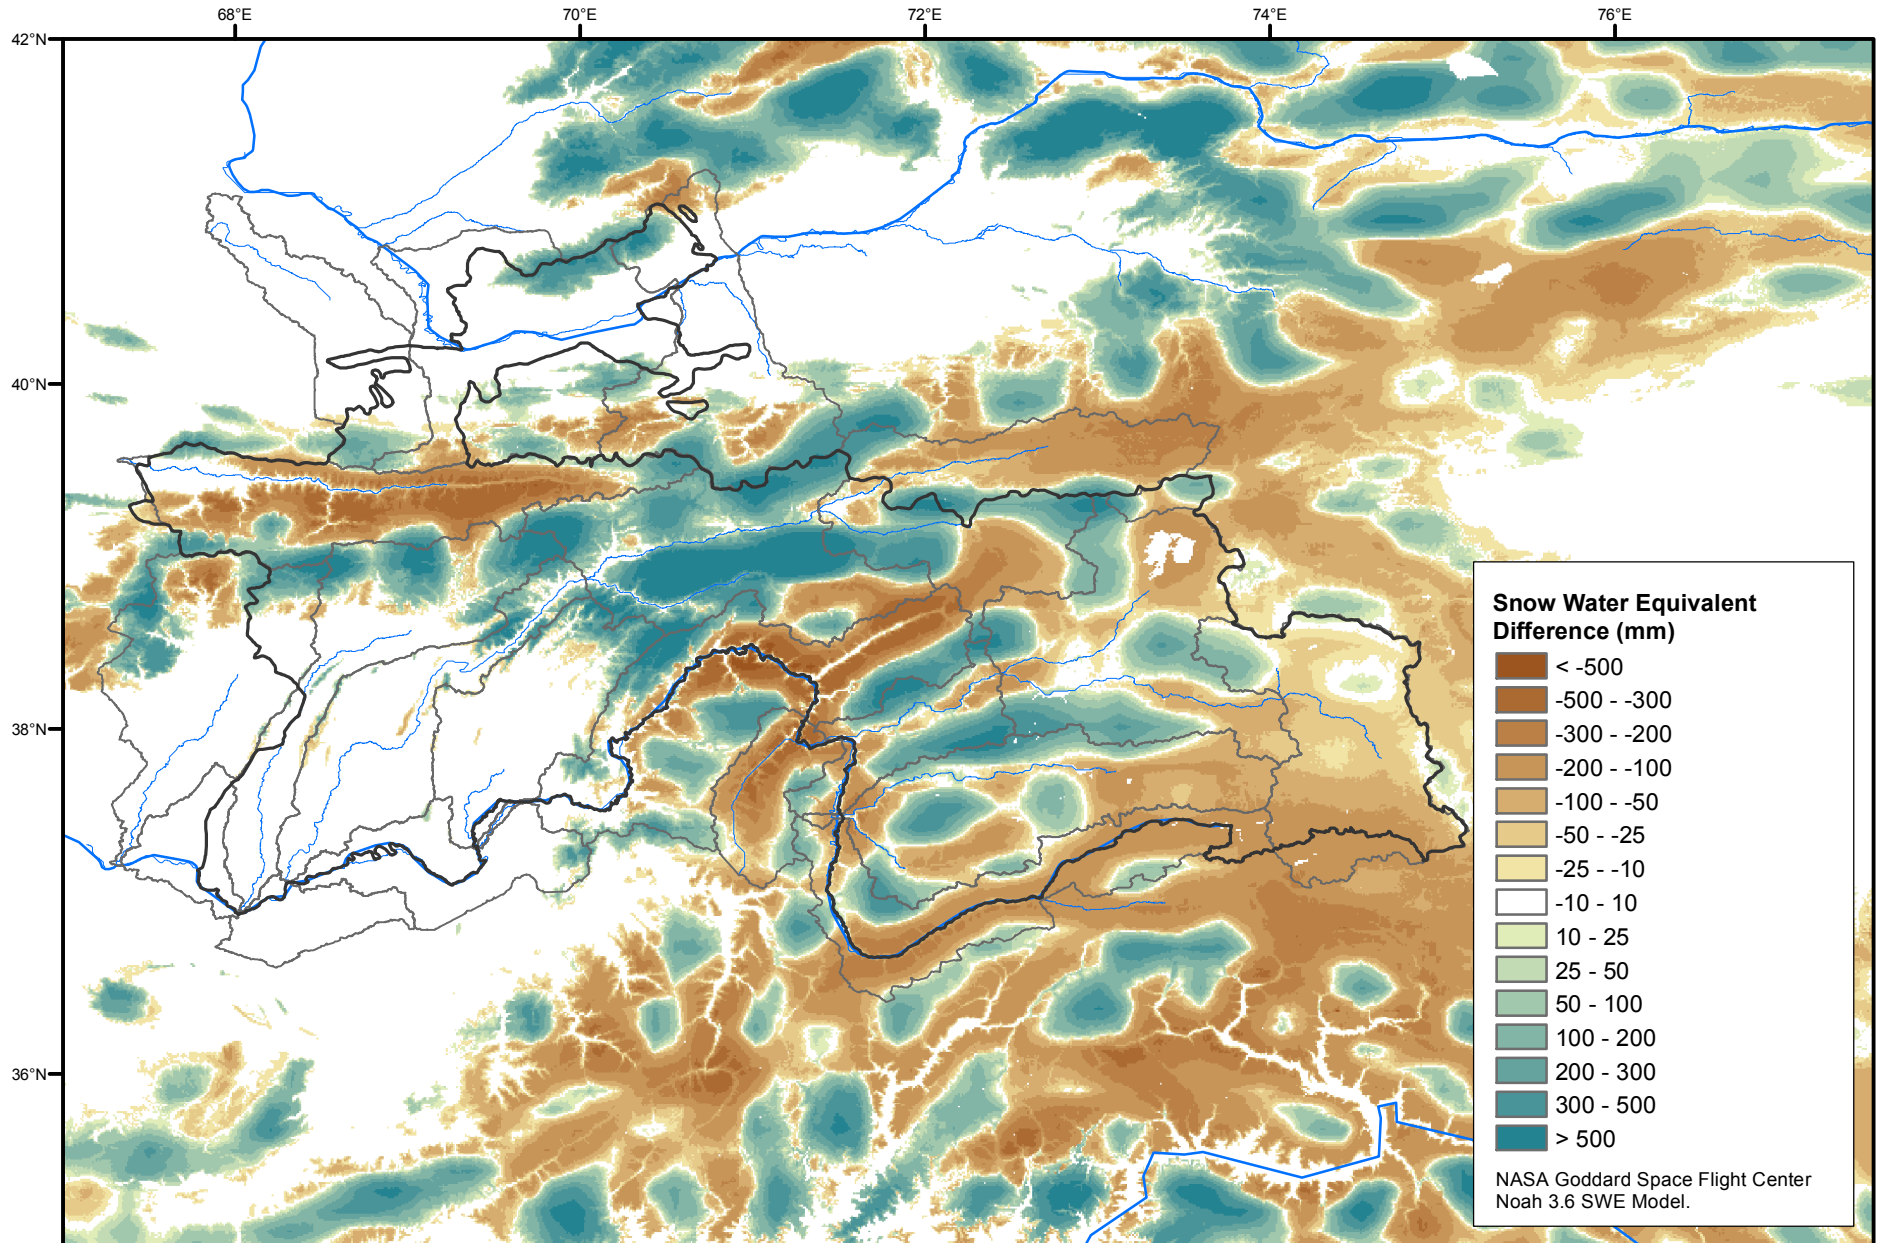 68°E 70°E 72°E 74°E 76°E
42°N
40°N
38°N
36°N
Snow Water Equivalent
Difference (mm)
< -500
-500 - -300
-300 - -200
-200 - -100
-100 - -50
-50 - -25
-25 - -10
-10 - 10
10 - 25
25 - 50
50 - 100
100 - 200
200 - 300
300 - 500
> 500
NASA Goddard Space Flight Center
Noah 3.6 SWE Model.